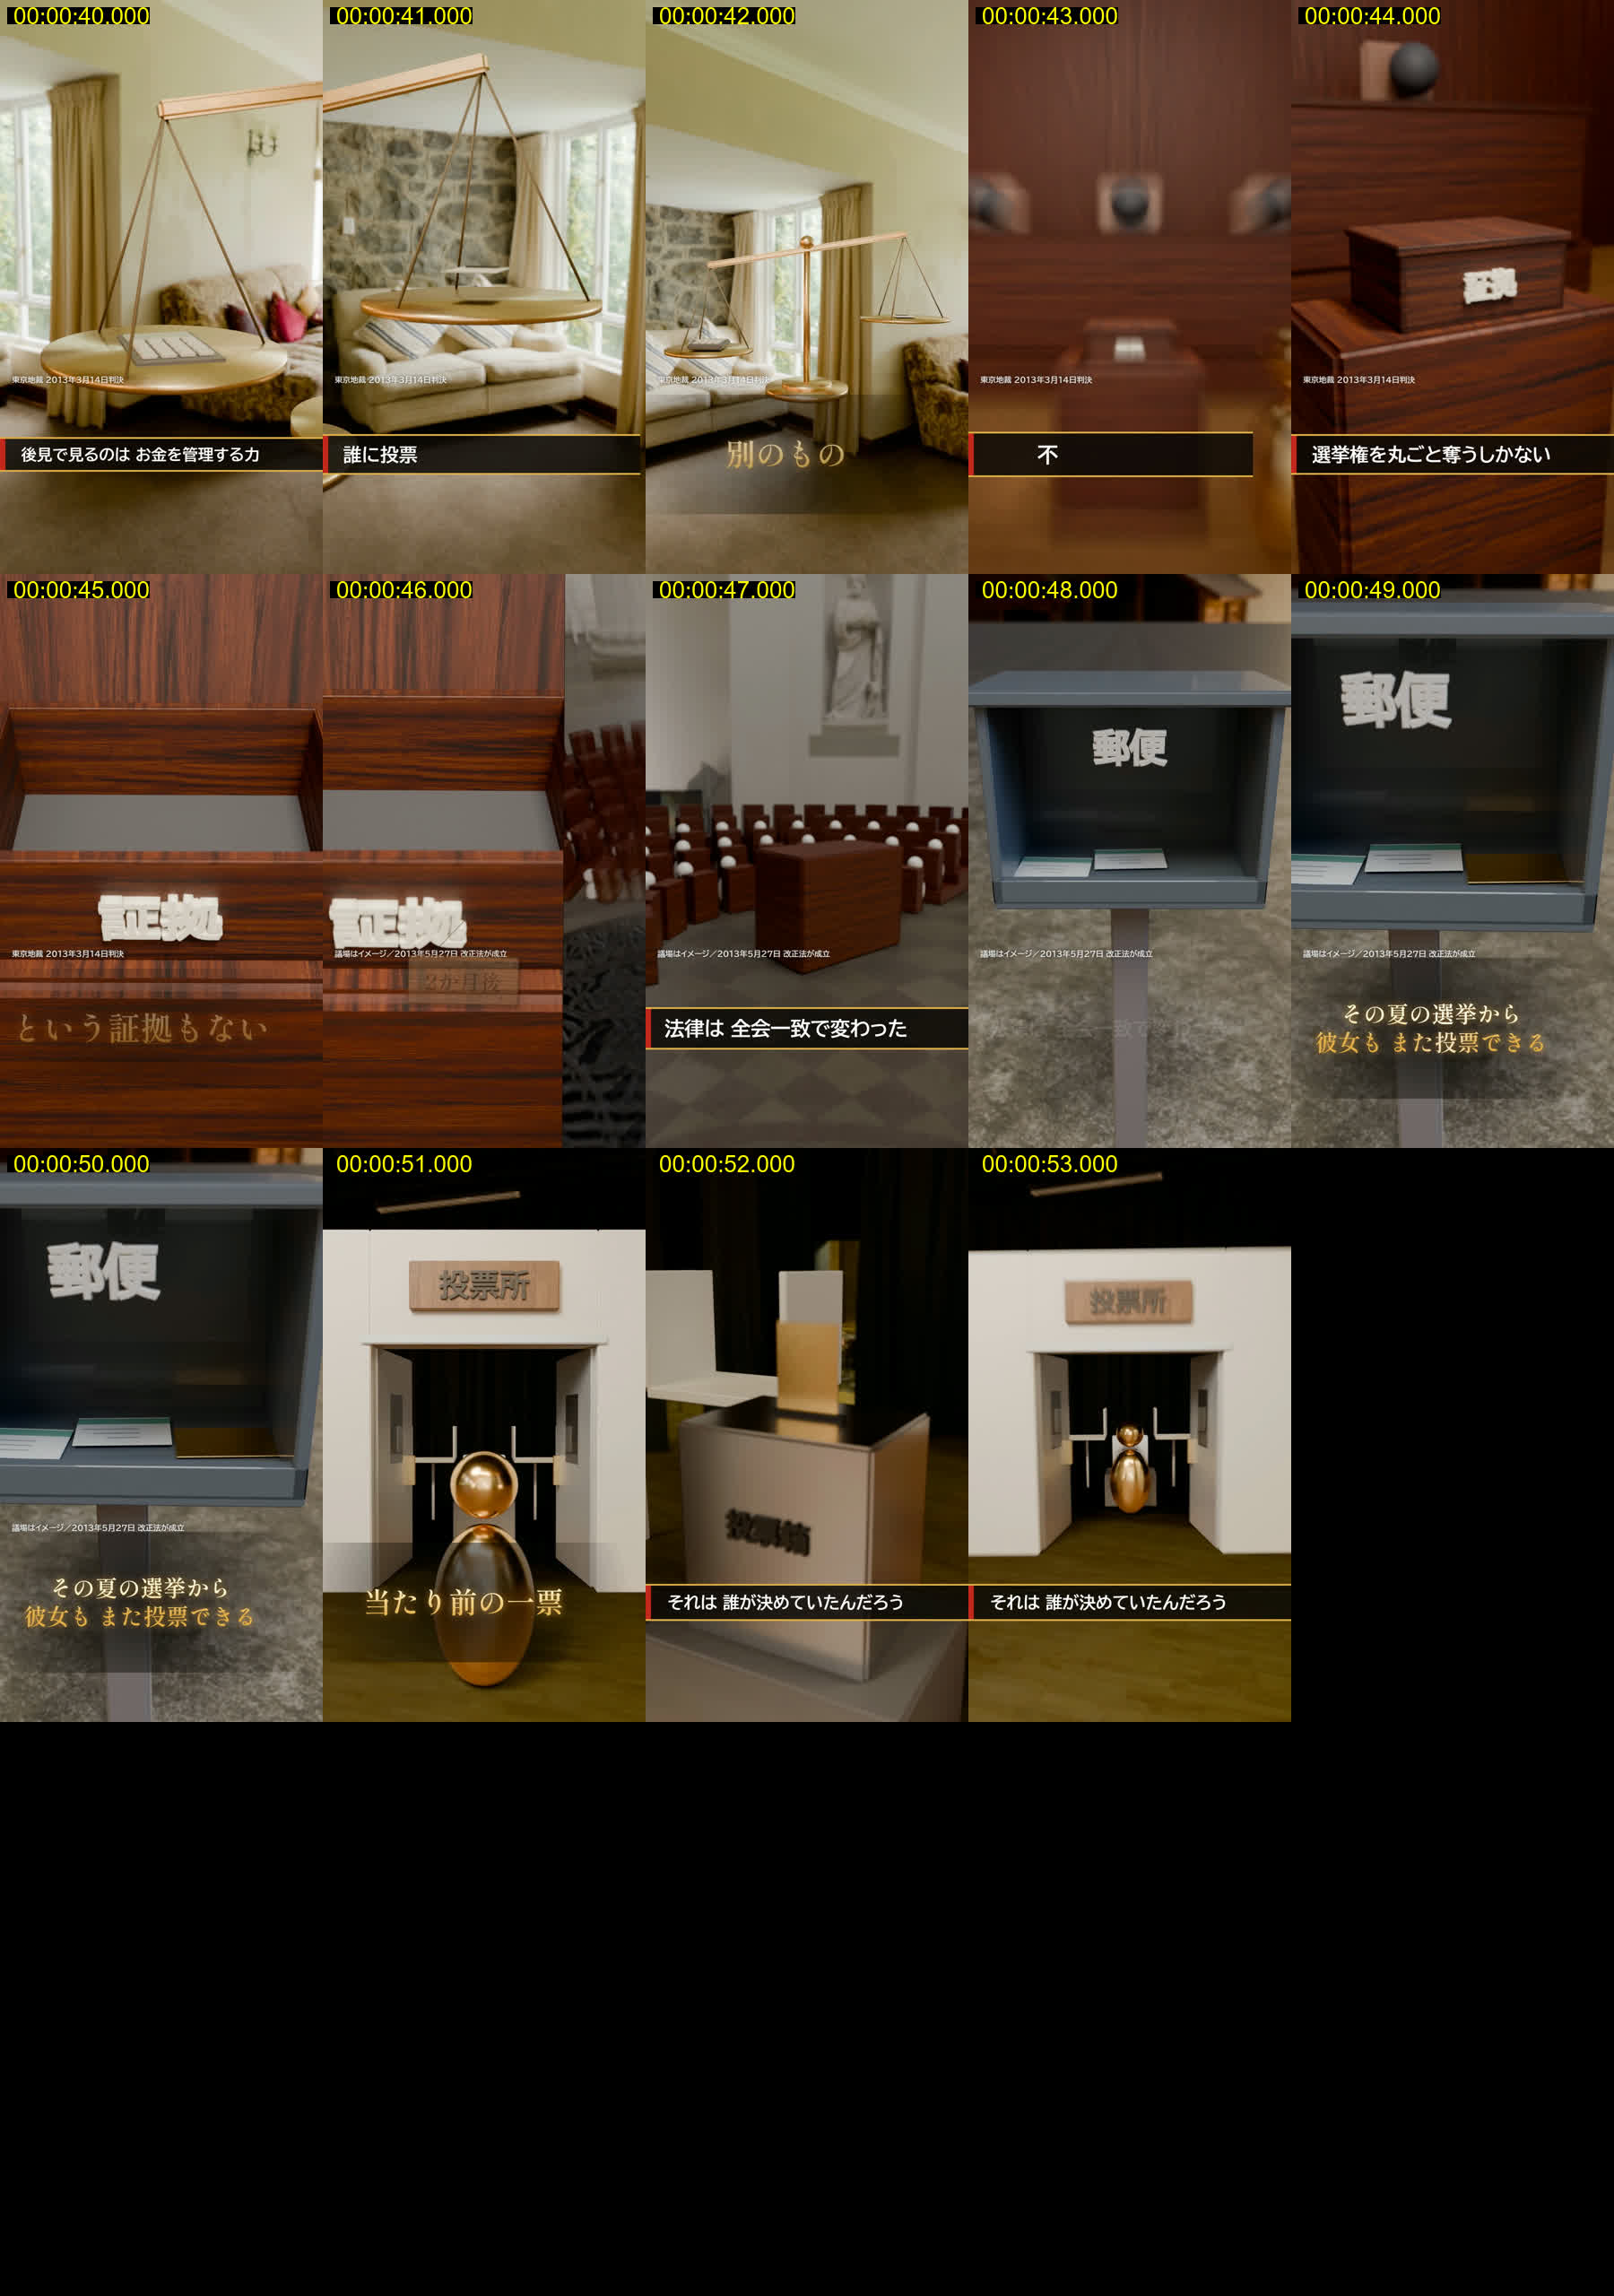 00:00:40.000
東京地裁 2013年3月14日判決
後見で見るのは お金を管理する力
00:00:41.000
東京地裁 2013年3月14日判決
誰に投票
00:00:42.000
東京地裁 2013年3月14日判決
別のもの
00:00:43.000
東京地裁 2013年3月14日判決
不
00:00:44.000
証拠
東京地裁 2013年3月14日判決
選挙権を丸ごと奪うしかない
00:00:45.000
証拠
東京地裁 2013年3月14日判決
という証拠もない
00:00:46.000
証拠
議場はイメージ／2013年5月27日 改正法が成立
2か月後
00:00:47.000
議場はイメージ／2013年5月27日 改正法が成立
法律は 全会一致で変わった
00:00:48.000
郵便
議場はイメージ／2013年5月27日 改正法が成立
00:00:49.000
郵便
議場はイメージ／2013年5月27日 改正法が成立
その夏の選挙から
彼女も また投票できる
00:00:50.000
郵便
議場はイメージ／2013年5月27日 改正法が成立
その夏の選挙から
彼女も また投票できる
00:00:51.000
投票所
当たり前の一票
00:00:52.000
投票箱
それは 誰が決めていたんだろう
00:00:53.000
投票所
それは 誰が決めていたんだろう